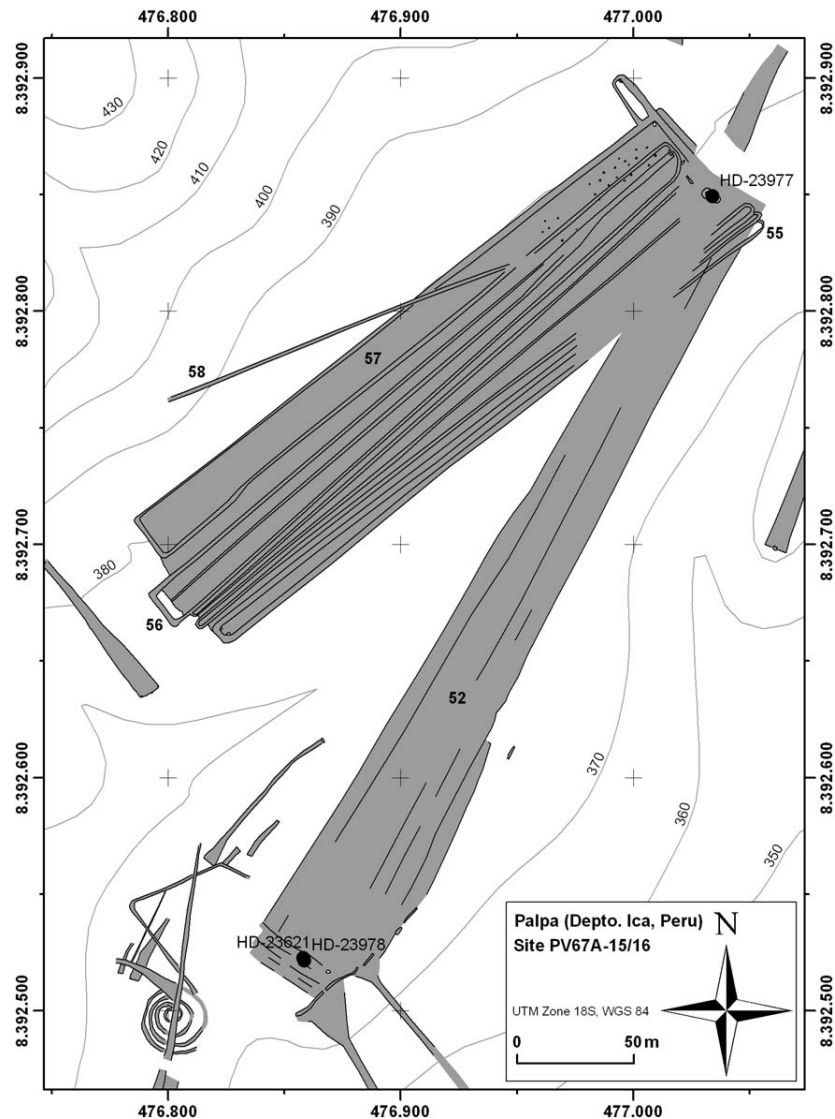 476.800 476.900 477.000
8.392.900 8.392.900
430
420
410
400
390
HD-23977
55
8.392.800 8.392.800
57
58
8.392.700 8.392.700
380
56
52
8.392.600 8.392.600
370
360
350
HD-23621 HD-23978
8.392.500 8.392.500
Palpa (Depto. Ica, Peru) N
Site PV67A-15/16
UTM Zone 18S, WGS 84
0 50 m
476.800 476.900 477.000